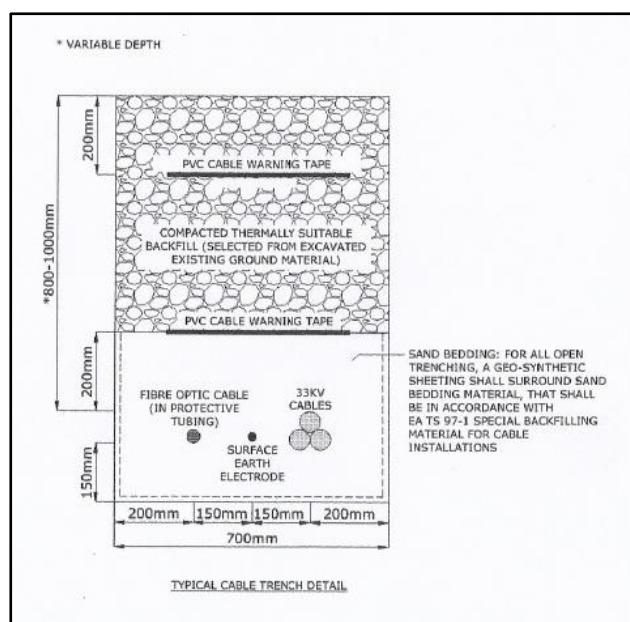 * VARIABLE DEPTH
200mm
PVC CABLE WARNING TAPE
*800-1000mm
COMPACTED THERMALLY SUITABLE
BACKFILL (SELECTED FROM EXCAVATED
EXISTING GROUND MATERIAL)
PVC CABLE WARNING TAPE
200mm
SAND BEDDING: FOR ALL OPEN
TRENCHING, A GEO-SYNTHETIC
SHEETING SHALL SURROUND SAND
BEDDING MATERIAL, THAT SHALL
BE IN ACCORDANCE WITH
EA TS 97-1 SPECIAL BACKFILLING
MATERIAL FOR CABLE
INSTALLATIONS
FIBRE OPTIC CABLE
(IN PROTECTIVE
TUBING)
33KV
CABLES
SURFACE
EARTH
ELECTRODE
150mm
200mm 150mm 150mm 200mm
700mm
TYPICAL CABLE TRENCH DETAIL